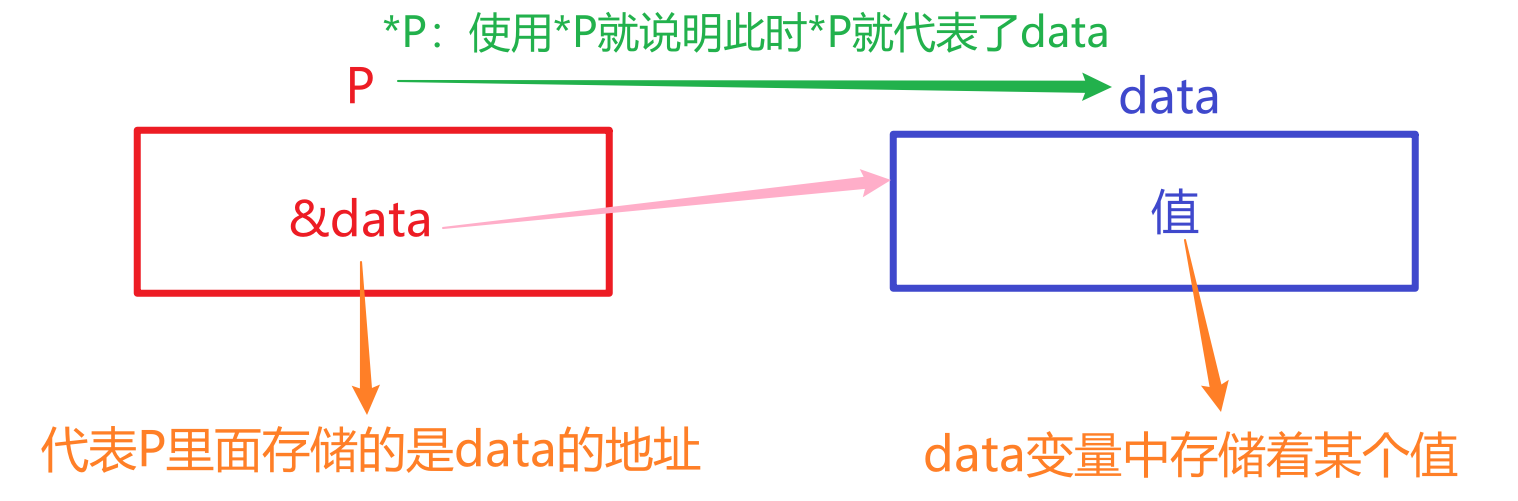 *P：使用*P就说明此时*P就代表了data
P
data
&data
值
代表P里面存储的是data的地址
data变量中存储着某个值